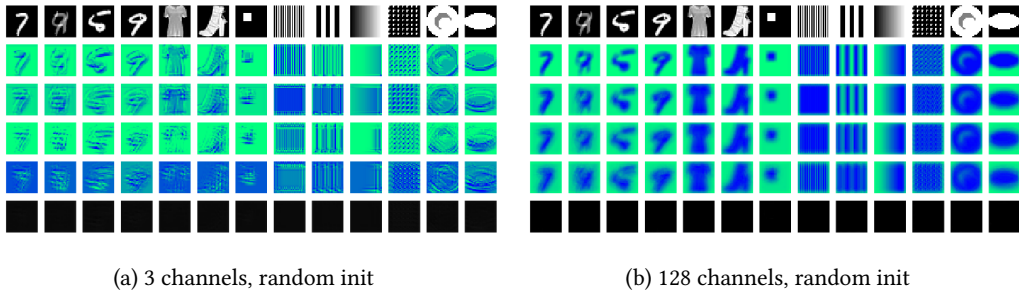 (a) 3 channels, random init
(b) 128 channels, random init